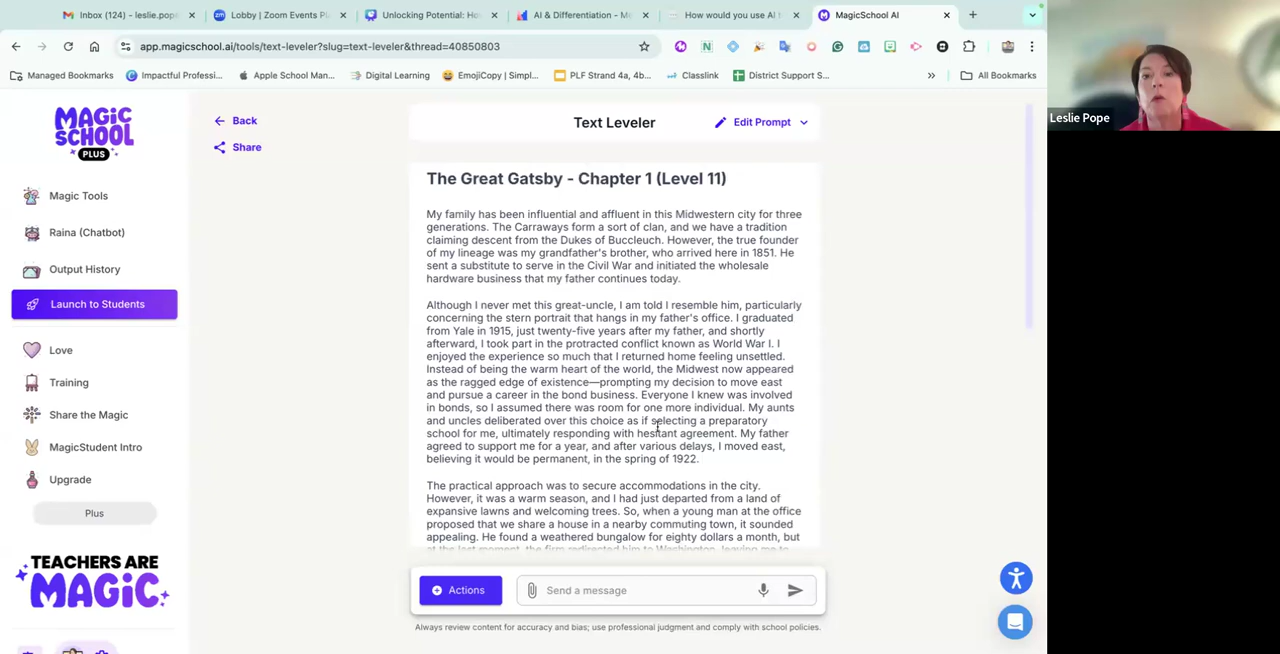 Inbox (124) - leslie.pope
Lobby | Zoom Events Pl
Unlocking Potential: Ho
AI & Differentiation - Me
How would you use AI t
MagicSchool AI
app.magicschool.ai/tools/text-leveler?slug=text-leveler&thread=40850803
Managed Bookmarks
Impactful Professi...
Apple School Man...
Digital Learning
EmojiCopy | Simpl...
PLF Strand 4a, 4b...
Classlink
District Support S...
All Bookmarks
Leslie Pope
MAGIC SCHOOL
PLUS
Magic Tools
Raina (Chatbot)
Output History
Launch to Students
Love
Training
Share the Magic
MagicStudent Intro
Upgrade
Plus
TEACHERS ARE
MAGIC
Back
Share
Text Leveler
Edit Prompt
The Great Gatsby - Chapter 1 (Level 11)
My family has been influential and affluent in this Midwestern city for three
generations. The Carraways form a sort of clan, and we have a tradition
claiming descent from the Dukes of Buccleuch. However, the true founder
of my lineage was my grandfather's brother, who arrived here in 1851. He
sent a substitute to serve in the Civil War and initiated the wholesale
hardware business that my father continues today.
Although I never met this great-uncle, I am told I resemble him, particularly
concerning the stern portrait that hangs in my father's office. I graduated
from Yale in 1915, just twenty-five years after my father, and shortly
afterward, I took part in the protracted conflict known as World War I. I
enjoyed the experience so much that I returned home feeling unsettled.
Instead of being the warm heart of the world, the Midwest now appeared
as the ragged edge of existence—prompting my decision to move east
and pursue a career in the bond business. Everyone I knew was involved
in bonds, so I assumed there was room for one more individual. My aunts
and uncles deliberated over this choice as if selecting a preparatory
school for me, ultimately responding with hesitant agreement. My father
agreed to support me for a year, and after various delays, I moved east,
believing it would be permanent, in the spring of 1922.
The practical approach was to secure accommodations in the city.
However, it was a warm season, and I had just departed from a land of
expansive lawns and welcoming trees. So, when a young man at the office
proposed that we share a house in a nearby commuting town, it sounded
appealing. He found a weathered bungalow for eighty dollars a month, but
at the last moment, the firm redirected him to Washington, leaving me to
Actions
Send a message
Always review content for accuracy and bias; use professional judgment and comply with school policies.